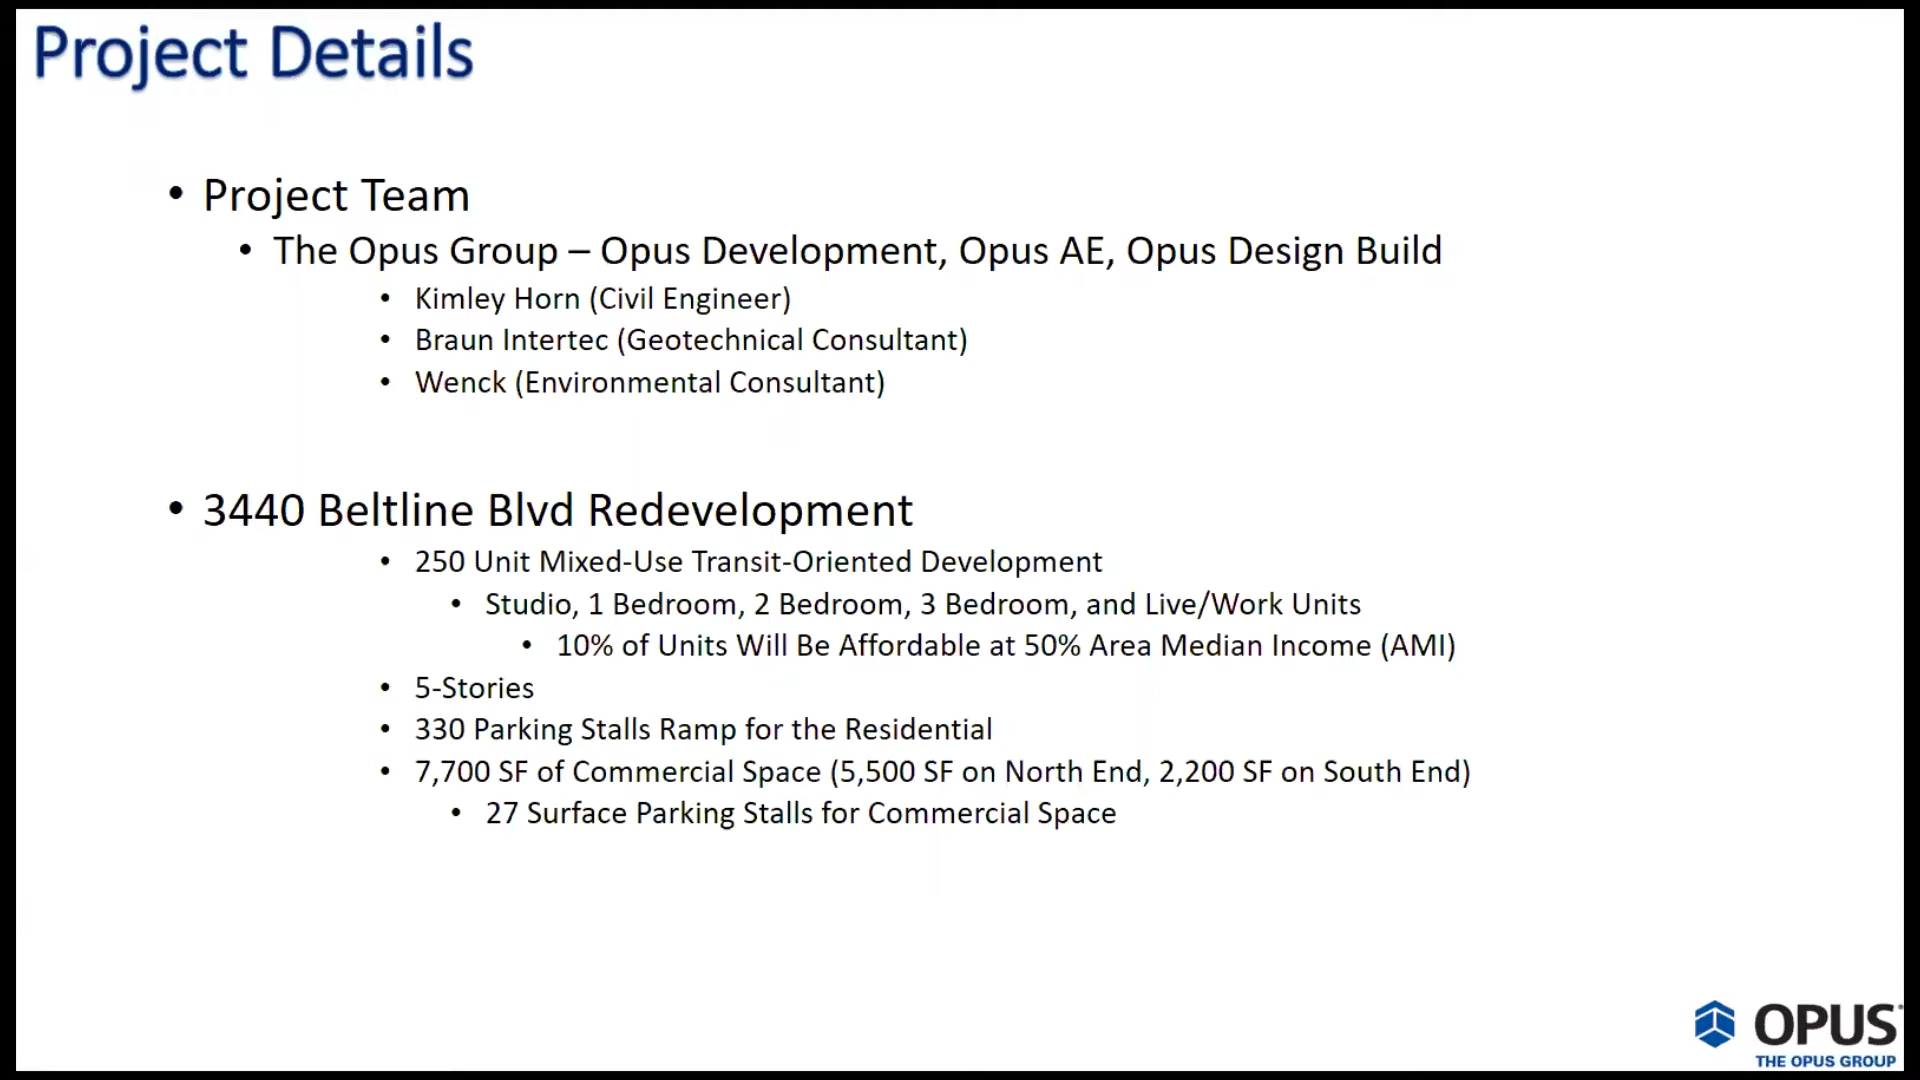 Project Details
• Project Team
• The Opus Group – Opus Development, Opus AE, Opus Design Build
• Kimley Horn (Civil Engineer)
• Braun Intertec (Geotechnical Consultant)
• Wenck (Environmental Consultant)
• 3440 Beltline Blvd Redevelopment
• 250 Unit Mixed-Use Transit-Oriented Development
• Studio, 1 Bedroom, 2 Bedroom, 3 Bedroom, and Live/Work Units
• 10% of Units Will Be Affordable at 50% Area Median Income (AMI)
• 5-Stories
• 330 Parking Stalls Ramp for the Residential
• 7,700 SF of Commercial Space (5,500 SF on North End, 2,200 SF on South End)
• 27 Surface Parking Stalls for Commercial Space
OPUS
THE OPUS GROUP